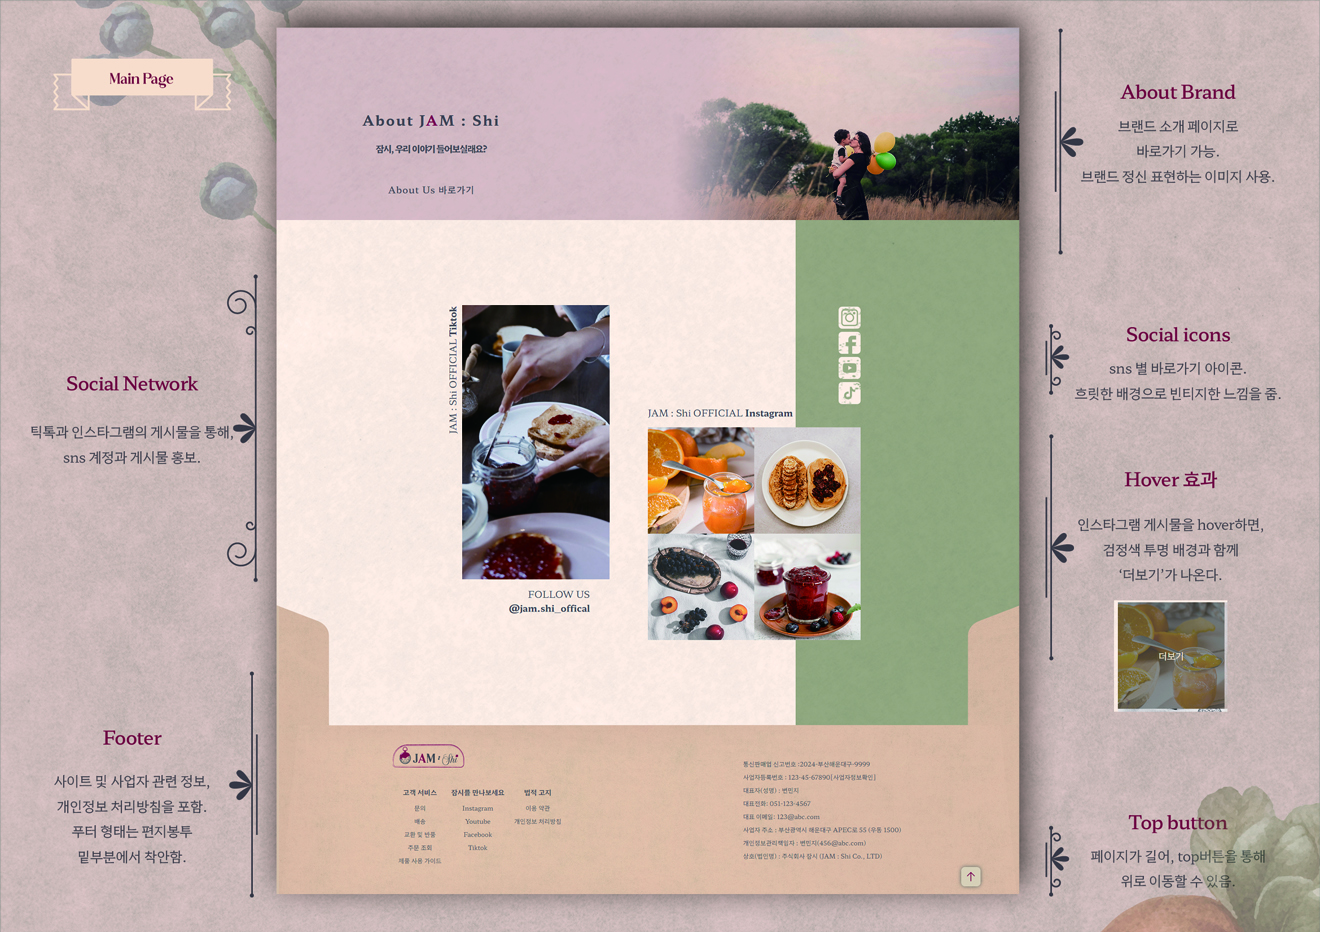 Main Page
About JAM : Shi
잠시, 우리 이야기 들어보실래요?
About Us 바로가기
About Brand
브랜드 소개 페이지로
바로가기 가능.
브랜드 정신 표현하는 이미지 사용.
Social Network
틱톡과 인스타그램의 게시물을 통해,
sns 계정과 게시물 홍보.
JAM : Shi OFFICIAL Tiktok
FOLLOW US
@jam.shi_offical
JAM : Shi OFFICIAL Instagram
Social icons
sns 별 바로가기 아이콘.
흐릿한 배경으로 빈티지한 느낌을 줌.
Hover 효과
인스타그램 게시물을 hover하면,
검정색 투명 배경과 함께
‘더보기’가 나온다.
더보기
Footer
사이트 및 사업자 관련 정보,
개인정보 처리방침을 포함.
푸터 형태는 편지봉투
밑부분에서 착안함.
JAM : Shi
고객 서비스
문의
배송
교환 및 반품
주문 조회
제품 사용 가이드
잠시를 만나보세요
Instagram
Youtube
Facebook
Tiktok
법적 고지
이용 약관
개인정보 처리방침
통신판매업 신고번호 :2024-부산해운대구-9999
사업자등록번호 : 123-45-67890[사업자정보확인]
대표자(성명) : 변민지
대표전화: 051-123-4567
대표 이메일: 123@abc.com
사업자 주소 : 부산광역시 해운대구 APEC로 55 (우동 1500)
개인정보관리책임자 : 변민지(456@abc.com)
상호(법인명) : 주식회사 잠시 (JAM : Shi Co., LTD)
Top button
페이지가 길어, top버튼을 통해
위로 이동할 수 있음.